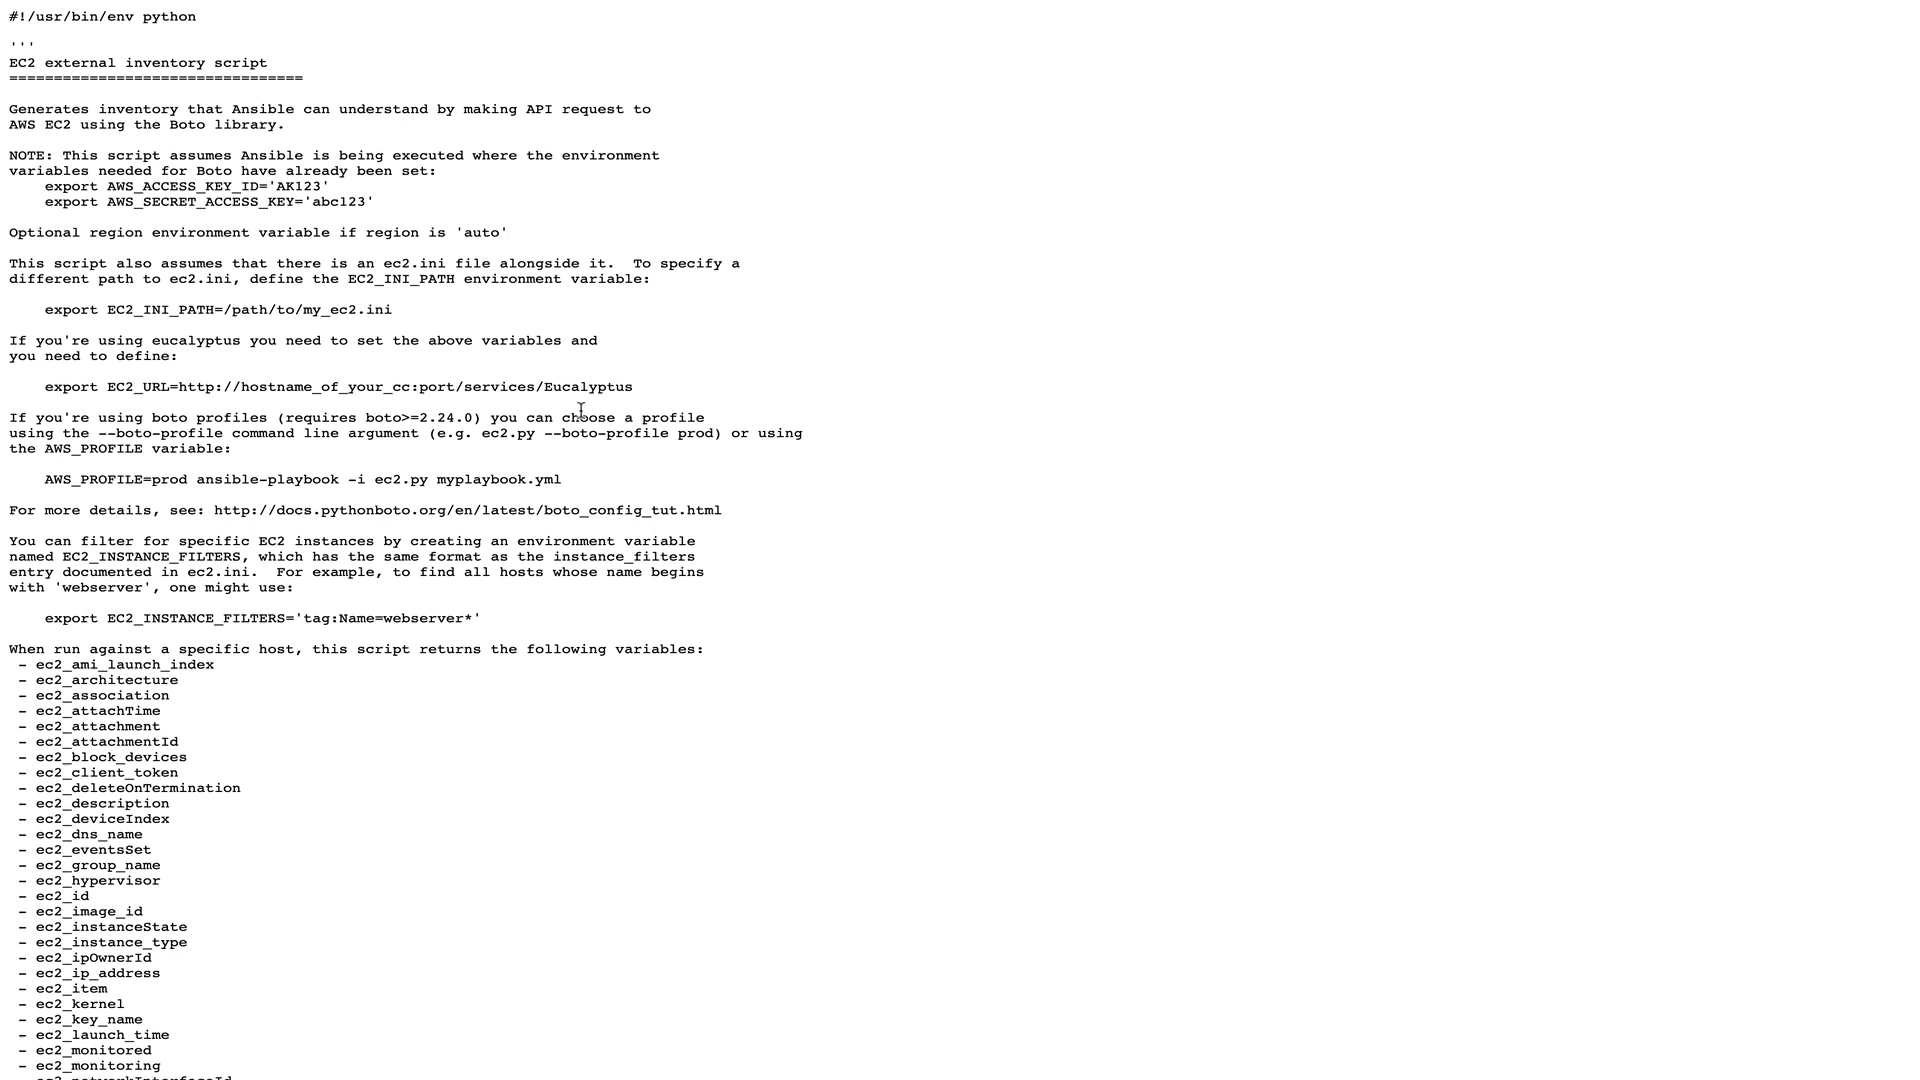 #!/usr/bin/env python
'''
EC2 external inventory script
=================================
Generates inventory that Ansible can understand by making API request to
AWS EC2 using the Boto library.
NOTE: This script assumes Ansible is being executed where the environment
variables needed for Boto have already been set:
    export AWS_ACCESS_KEY_ID='AK123'
    export AWS_SECRET_ACCESS_KEY='abc123'
Optional region environment variable if region is 'auto'
This script also assumes that there is an ec2.ini file alongside it.  To specify a
different path to ec2.ini, define the EC2_INI_PATH environment variable:
    export EC2_INI_PATH=/path/to/my_ec2.ini
If you're using eucalyptus you need to set the above variables and
you need to define:
    export EC2_URL=http://hostname_of_your_cc:port/services/Eucalyptus
If you're using boto profiles (requires boto>=2.24.0) you can choose a profile
using the --boto-profile command line argument (e.g. ec2.py --boto-profile prod) or using
the AWS_PROFILE variable:
    AWS_PROFILE=prod ansible-playbook -i ec2.py myplaybook.yml
For more details, see: http://docs.pythonboto.org/en/latest/boto_config_tut.html
You can filter for specific EC2 instances by creating an environment variable
named EC2_INSTANCE_FILTERS, which has the same format as the instance_filters
entry documented in ec2.ini.  For example, to find all hosts whose name begins
with 'webserver', one might use:
    export EC2_INSTANCE_FILTERS='tag:Name=webserver*'
When run against a specific host, this script returns the following variables:
 - ec2_ami_launch_index
 - ec2_architecture
 - ec2_association
 - ec2_attachTime
 - ec2_attachment
 - ec2_attachmentId
 - ec2_block_devices
 - ec2_client_token
 - ec2_deleteOnTermination
 - ec2_description
 - ec2_deviceIndex
 - ec2_dns_name
 - ec2_eventsSet
 - ec2_group_name
 - ec2_hypervisor
 - ec2_id
 - ec2_image_id
 - ec2_instanceState
 - ec2_instance_type
 - ec2_ipOwnerId
 - ec2_ip_address
 - ec2_item
 - ec2_kernel
 - ec2_key_name
 - ec2_launch_time
 - ec2_monitored
 - ec2_monitoring